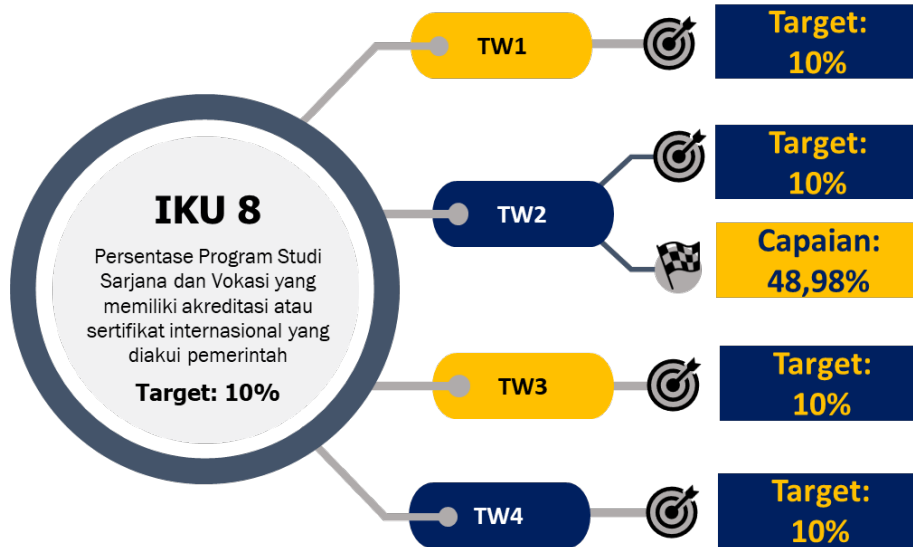 IKU 8
Persentase Program Studi
Sarjana dan Vokasi yang
memiliki akreditasi atau
sertifikat internasional yang
diakui pemerintah
Target: 10%
TW1
Target:
10%
TW2
Target:
10%
Capaian:
48,98%
TW3
Target:
10%
TW4
Target:
10%